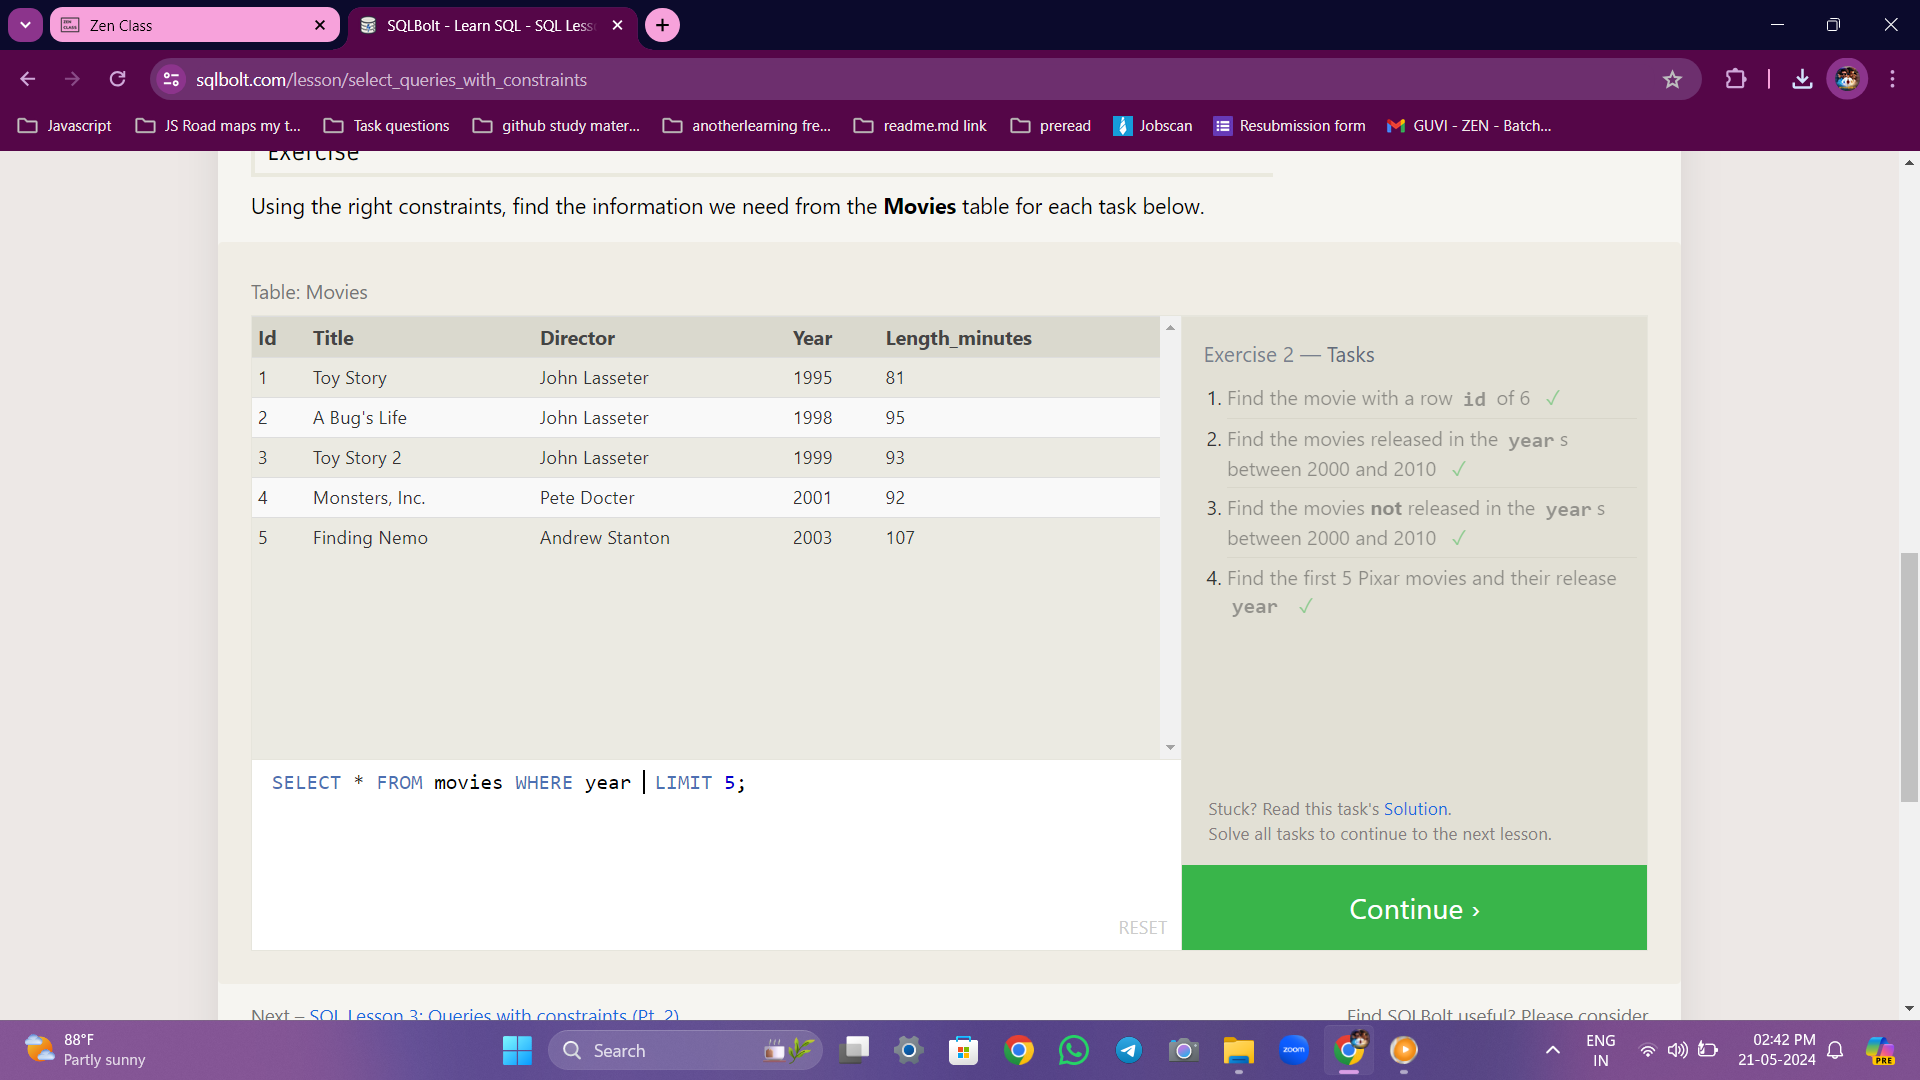 Zen Class
SQLBolt - Learn SQL - SQL Less
sqlbolt.com/lesson/select_queries_with_constraints
Javascript
JS Road maps my t...
Task questions
github study mater...
anotherlearning fre...
readme.md link
preread
Jobscan
Resubmission form
GUVI - ZEN - Batch...
Exercise
Using the right constraints, find the information we need from the Movies table for each task below.
Table: Movies
Id Title Director Year Length_minutes
1 Toy Story John Lasseter 1995 81
2 A Bug's Life John Lasseter 1998 95
3 Toy Story 2 John Lasseter 1999 93
4 Monsters, Inc. Pete Docter 2001 92
5 Finding Nemo Andrew Stanton 2003 107
SELECT * FROM movies WHERE year LIMIT 5;
RESET
Exercise 2 — Tasks
1. Find the movie with a row id of 6 ✓
2. Find the movies released in the year s
between 2000 and 2010 ✓
3. Find the movies not released in the year s
between 2000 and 2010 ✓
4. Find the first 5 Pixar movies and their release
year ✓
Stuck? Read this task's Solution.
Solve all tasks to continue to the next lesson.
Continue ›
Next – SQL Lesson 3: Queries with constraints (Pt. 2)
Find SQLBolt useful? Please consider
88°F
Partly sunny
Search
zoom
ENG
IN
02:42 PM
21-05-2024
PRE